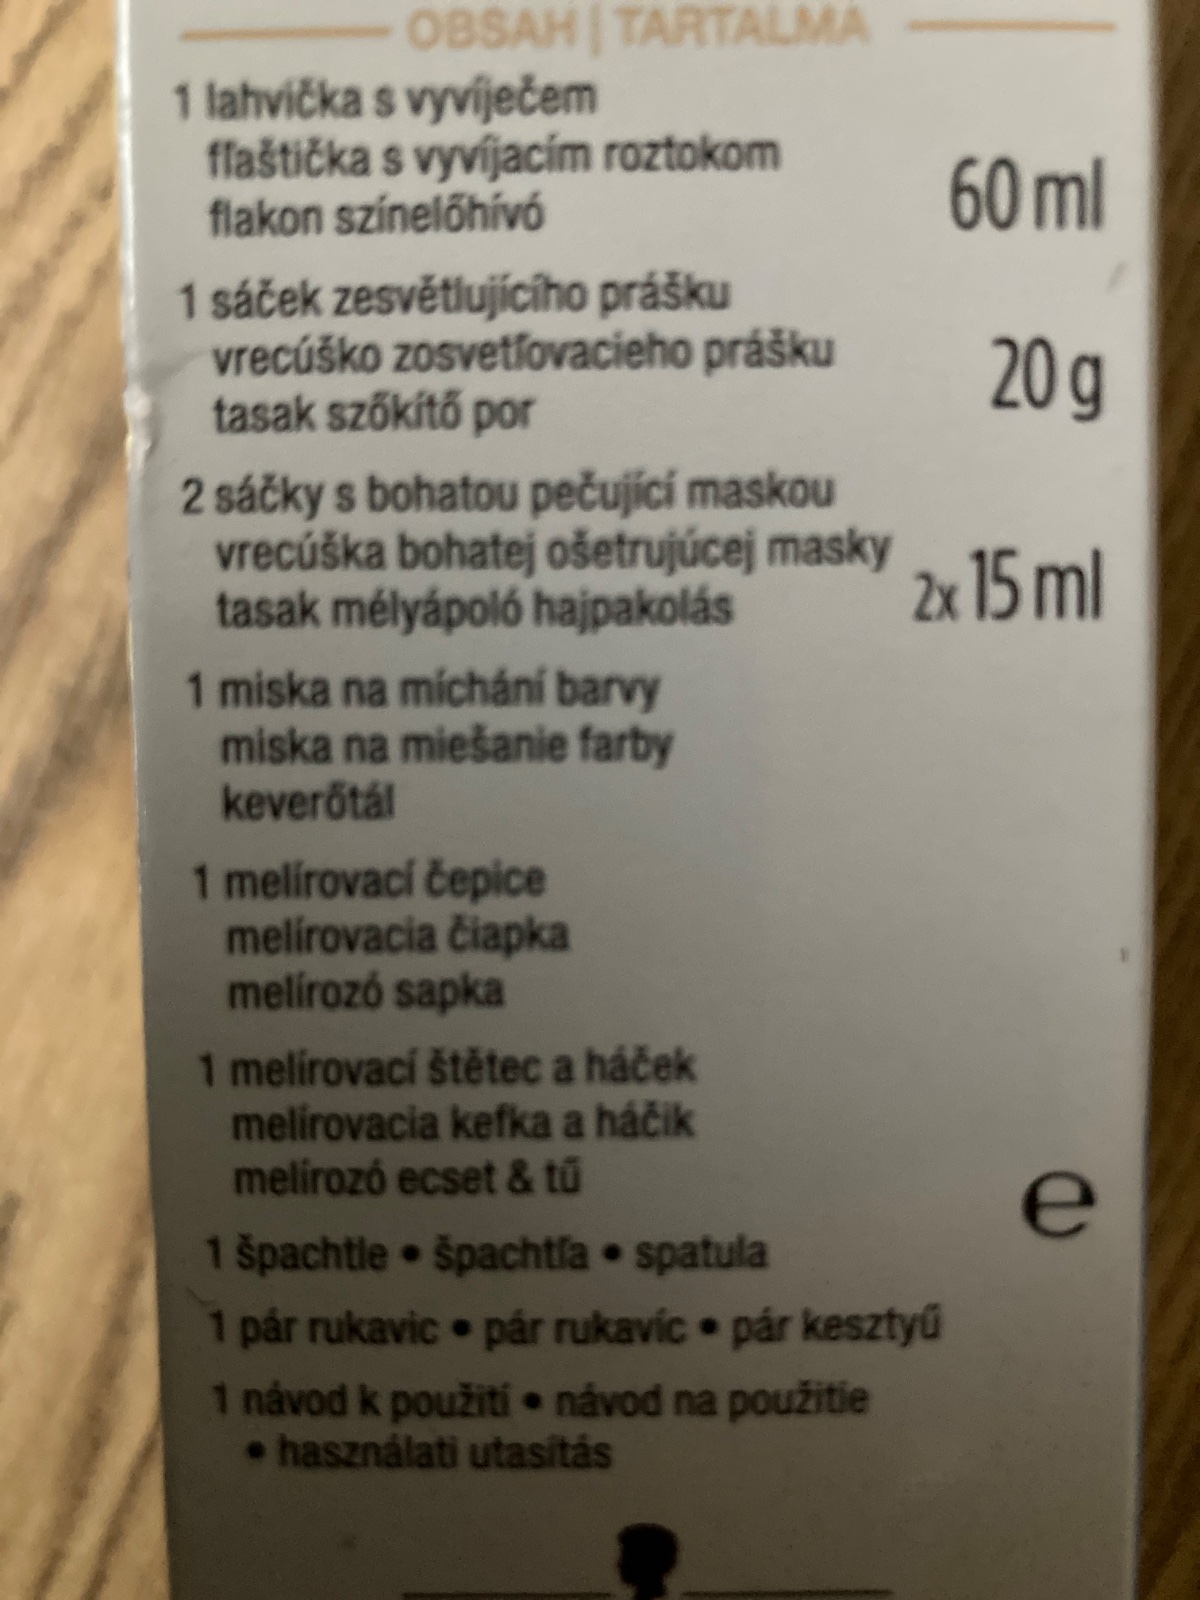 OBSAH | TARTALMA
1 lahvička s vyvíječem
fľaštička s vyvíjacím roztokom
flakon színelőhívó
60 ml
1 sáček zesvětlujícího prášku
vrecúško zosvetľovacieho prášku
tasak szőkítő por
20 g
2 sáčky s bohatou pečující maskou
vrecúška bohatej ošetrujúcej masky
tasak mélyápoló hajpakolás
2x 15 ml
1 miska na míchání barvy
miska na miešanie farby
keverőtál
1 melírovací čepice
melírovacia čiapka
melírozó sapka
1 melírovací štětec a háček
melírovacia kefka a háčik
melírozó ecset & tű
e
1 špachtle • špachtľa • spatula
1 pár rukavic • pár rukavíc • pár kesztyű
1 návod k použití • návod na použitie
• használati utasítás